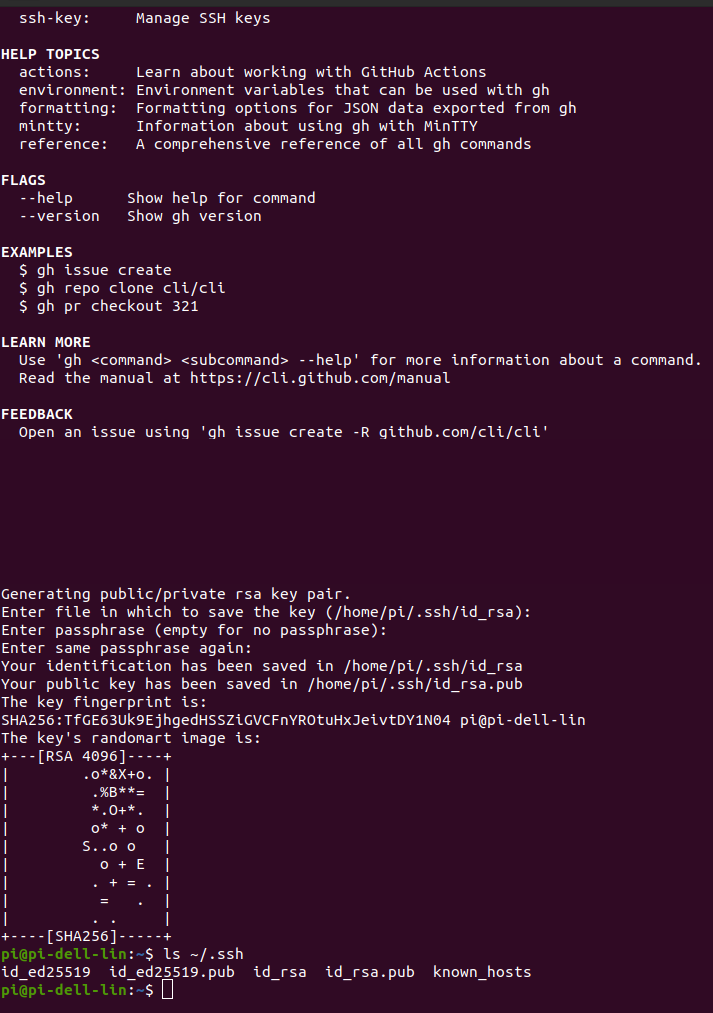 ssh-key:     Manage SSH keys

HELP TOPICS
  actions:     Learn about working with GitHub Actions
  environment: Environment variables that can be used with gh
  formatting:  Formatting options for JSON data exported from gh
  mintty:      Information about using gh with MinTTY
  reference:   A comprehensive reference of all gh commands

FLAGS
  --help      Show help for command
  --version   Show gh version

EXAMPLES
  $ gh issue create
  $ gh repo clone cli/cli
  $ gh pr checkout 321

LEARN MORE
  Use 'gh <command> <subcommand> --help' for more information about a command.
  Read the manual at https://cli.github.com/manual

FEEDBACK
  Open an issue using 'gh issue create -R github.com/cli/cli'

Generating public/private rsa key pair.
Enter file in which to save the key (/home/pi/.ssh/id_rsa):
Enter passphrase (empty for no passphrase):
Enter same passphrase again:
Your identification has been saved in /home/pi/.ssh/id_rsa
Your public key has been saved in /home/pi/.ssh/id_rsa.pub
The key fingerprint is:
SHA256:TfGE63Uk9EjhgedHSSZiGVCFnYROtuHxJeivtDY1N04 pi@pi-dell-lin
The key's randomart image is:
+---[RSA 4096]----+
|        .o*&X+o. |
|         .%B**=  |
|         *.O+*.  |
|         o* + o  |
|        S..o o   |
|          o + E  |
|         . + = . |
|          =   .  |
|         . .     |
+----[SHA256]-----+
pi@pi-dell-lin:~$ ls ~/.ssh
id_ed25519  id_ed25519.pub  id_rsa  id_rsa.pub  known_hosts
pi@pi-dell-lin:~$